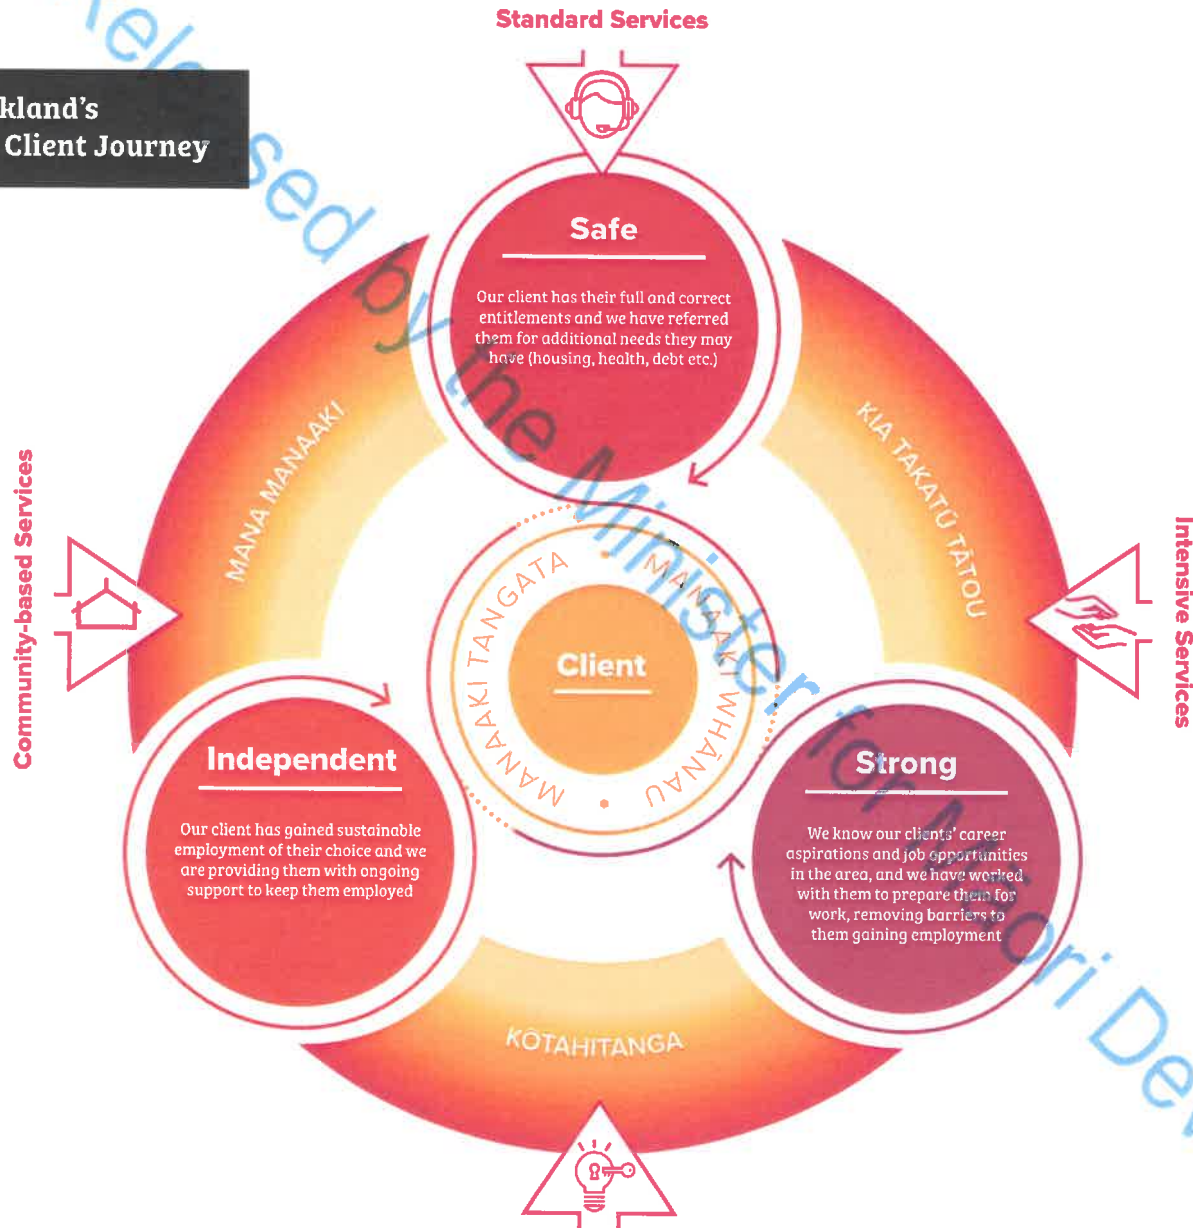 Standard Services
kland's
Client Journey
Safe
Our client has their full and correct
entitlements and we have referred
them for additional needs they may
have (housing, health, debt etc.)
MANA MANAAKI
KIA TAKATŪ TĀTOU
Community-based Services
Intensive Services
MANAAKI TANGATA • MANAAKI WHĀNAU
Client
Independent
Our client has gained sustainable
employment of their choice and we
are providing them with ongoing
support to keep them employed
Strong
We know our clients' career
aspirations and job opportunities
in the area, and we have worked
with them to prepare them for
work, removing barriers to
them gaining employment
KŌTAHITANGA
Released by the Minister for Māori Dev